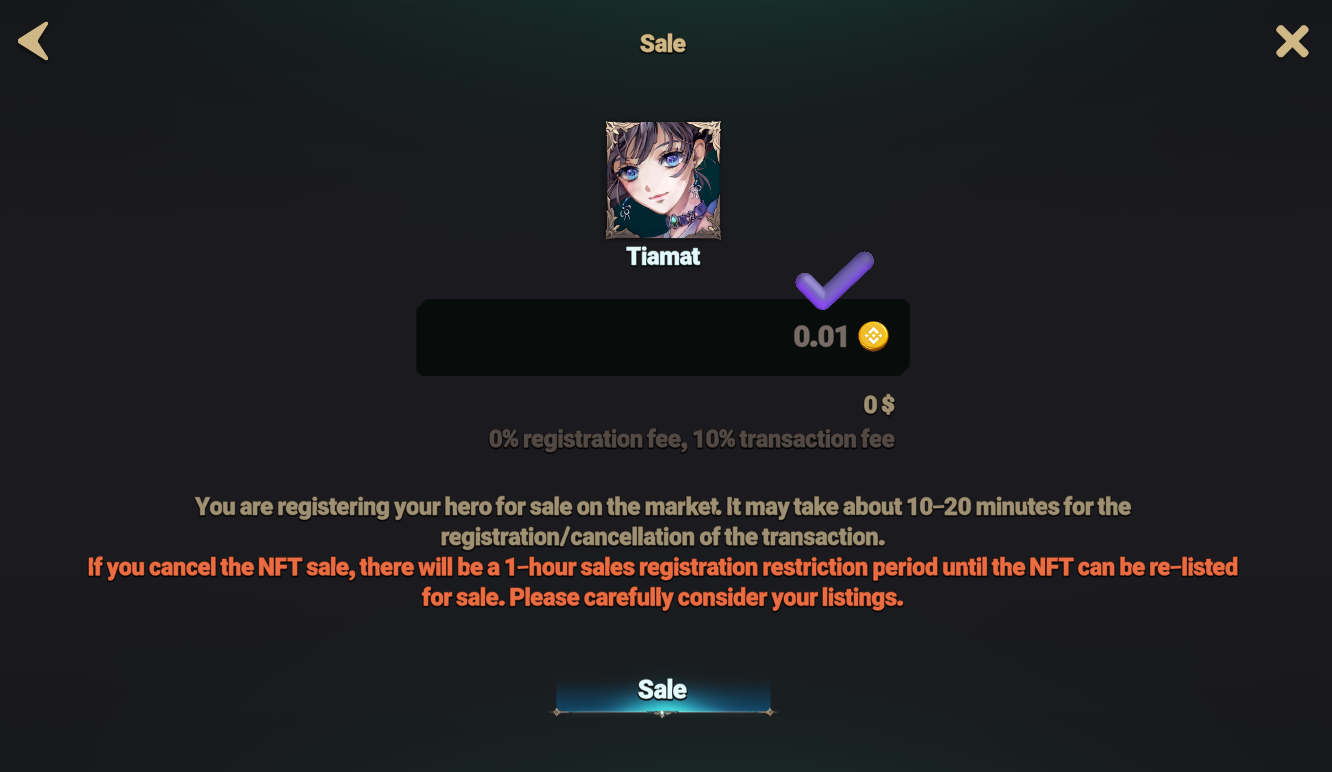 Sale
Tiamat
0.01
0 $
0% registration fee, 10% transaction fee
You are registering your hero for sale on the market. It may take about 10-20 minutes for the
registration/cancellation of the transaction.
If you cancel the NFT sale, there will be a 1-hour sales registration restriction period until the NFT can be re-listed
for sale. Please carefully consider your listings.
Sale